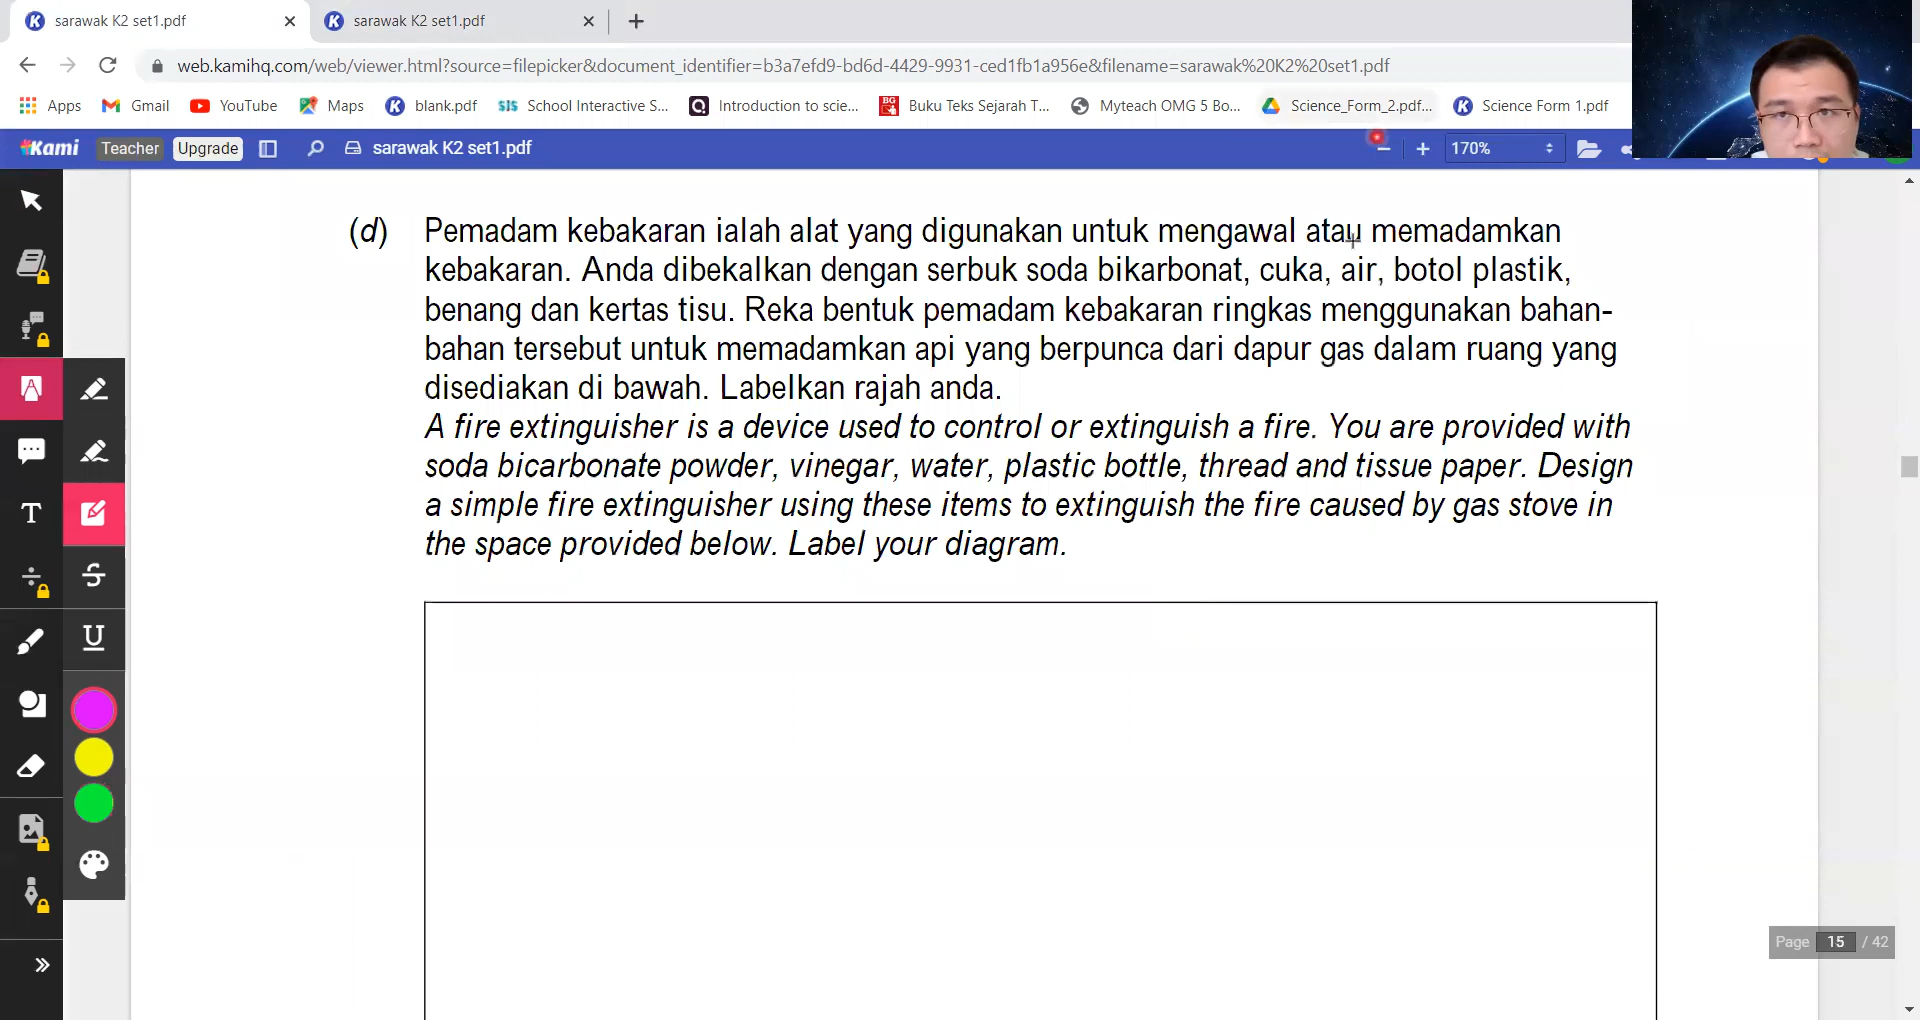 sarawak K2 set1.pdf
sarawak K2 set1.pdf
web.kamihq.com/web/viewer.html?source=filepicker&document_identifier=b3a7efd9-bd6d-4429-9931-ced1fb1a956e&filename=sarawak%20K2%20set1.pdf
Apps Gmail YouTube Maps blank.pdf SIS School Interactive S... Introduction to scie... BG Buku Teks Sejarah T... Myteach OMG 5 Bo... Science_Form_2.pdf... Science Form 1.pdf
Kami Teacher Upgrade sarawak K2 set1.pdf 170%
(d) Pemadam kebakaran ialah alat yang digunakan untuk mengawal atau memadamkan
kebakaran. Anda dibekalkan dengan serbuk soda bikarbonat, cuka, air, botol plastik,
benang dan kertas tisu. Reka bentuk pemadam kebakaran ringkas menggunakan bahan-
bahan tersebut untuk memadamkan api yang berpunca dari dapur gas dalam ruang yang
disediakan di bawah. Labelkan rajah anda.
A fire extinguisher is a device used to control or extinguish a fire. You are provided with
soda bicarbonate powder, vinegar, water, plastic bottle, thread and tissue paper. Design
a simple fire extinguisher using these items to extinguish the fire caused by gas stove in
the space provided below. Label your diagram.
Page 15 / 42